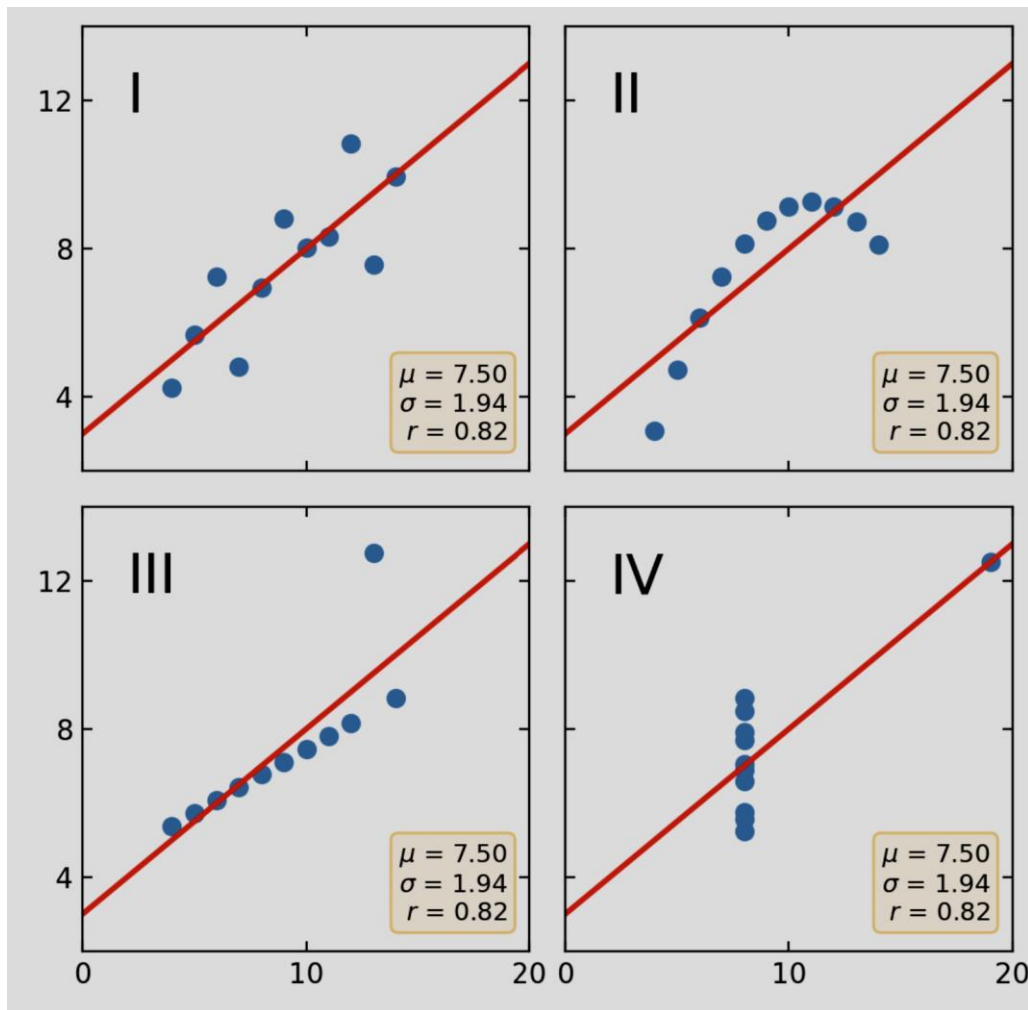 I
II
12
8
4
μ = 7.50
σ = 1.94
r = 0.82
μ = 7.50
σ = 1.94
r = 0.82
III
IV
12
8
4
μ = 7.50
σ = 1.94
r = 0.82
μ = 7.50
σ = 1.94
r = 0.82
0 10 20
0 10 20